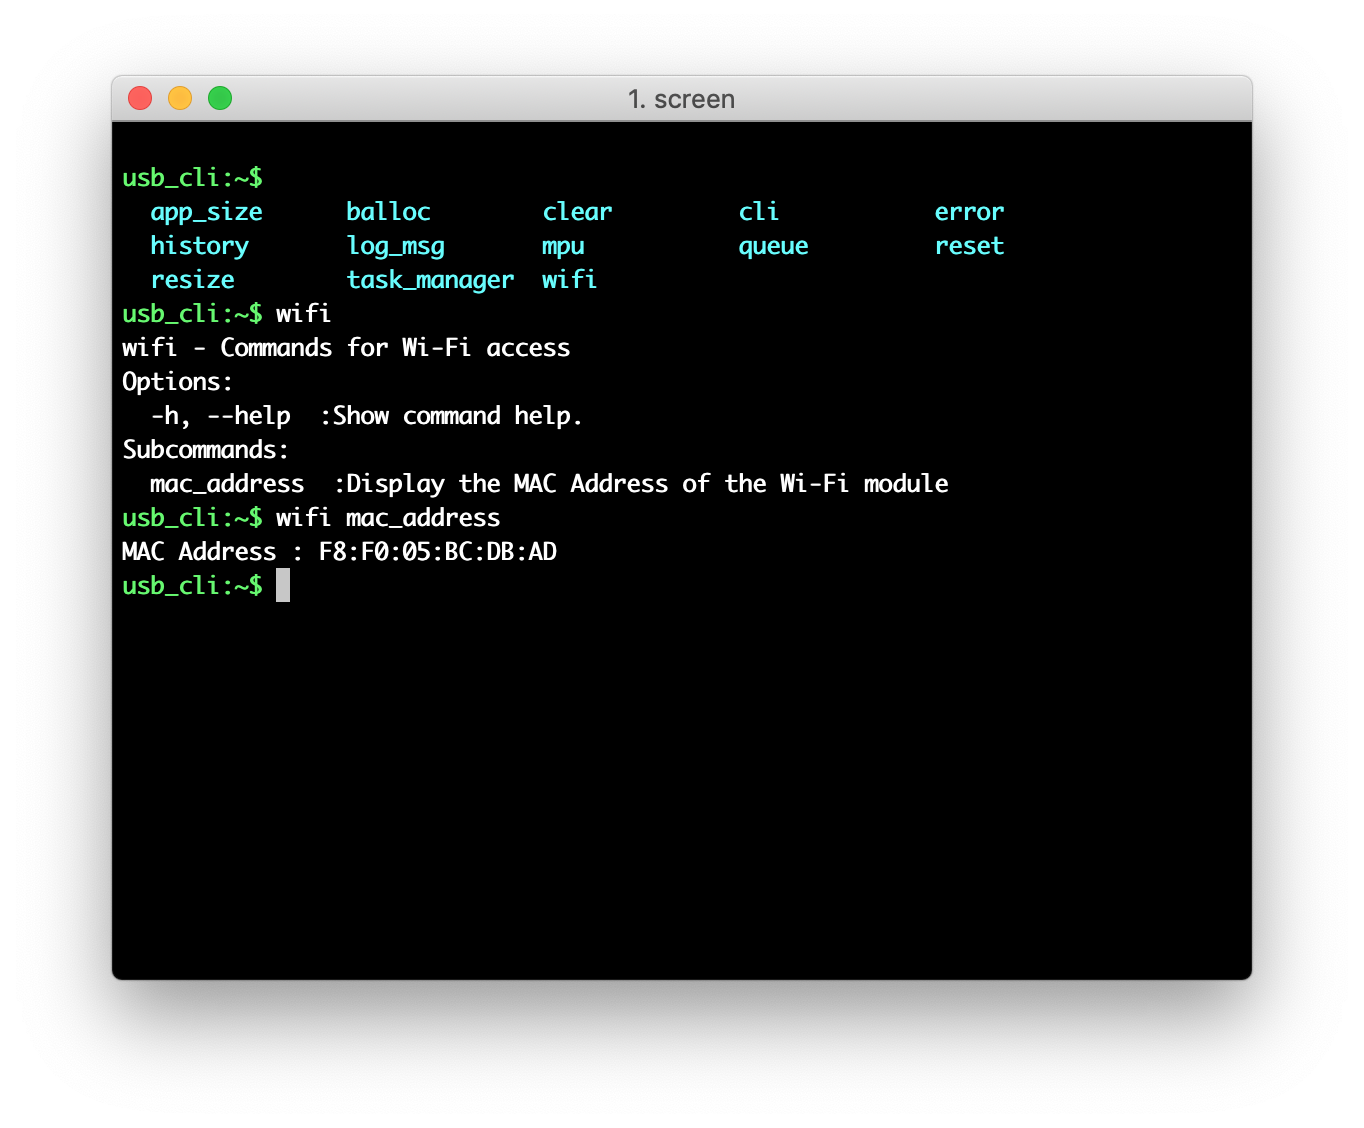 1. screen
usb_cli:~$
app_size balloc clear cli error
history log_msg mpu queue reset
resize task_manager wifi
usb_cli:~$ wifi
wifi - Commands for Wi-Fi access
Options:
-h, --help :Show command help.
Subcommands:
mac_address :Display the MAC Address of the Wi-Fi module
usb_cli:~$ wifi mac_address
MAC Address : F8:F0:05:BC:DB:AD
usb_cli:~$